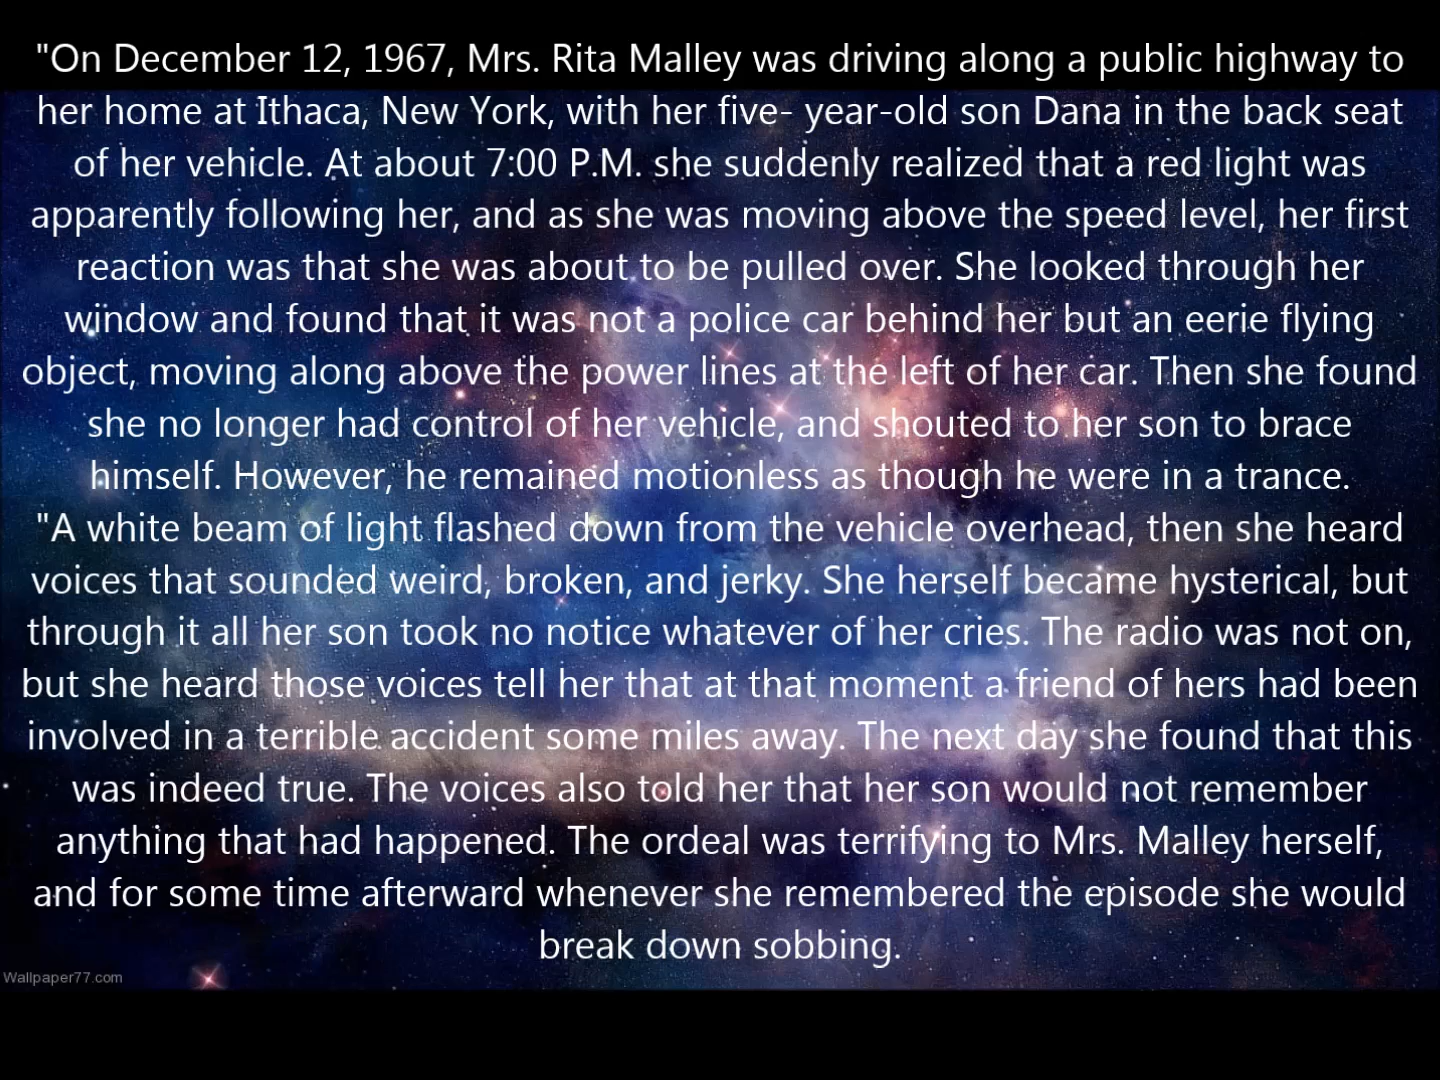 "On December 12, 1967, Mrs. Rita Malley was driving along a public highway to
her home at Ithaca, New York, with her five- year-old son Dana in the back seat
of her vehicle. At about 7:00 P.M. she suddenly realized that a red light was
apparently following her, and as she was moving above the speed level, her first
reaction was that she was about to be pulled over. She looked through her
window and found that it was not a police car behind her but an eerie flying
object, moving along above the power lines at the left of her car. Then she found
she no longer had control of her vehicle, and shouted to her son to brace
himself. However, he remained motionless as though he were in a trance.
"A white beam of light flashed down from the vehicle overhead, then she heard
voices that sounded weird, broken, and jerky. She herself became hysterical, but
through it all her son took no notice whatever of her cries. The radio was not on,
but she heard those voices tell her that at that moment a friend of hers had been
involved in a terrible accident some miles away. The next day she found that this
was indeed true. The voices also told her that her son would not remember
anything that had happened. The ordeal was terrifying to Mrs. Malley herself,
and for some time afterward whenever she remembered the episode she would
break down sobbing.
Wallpaper77.com